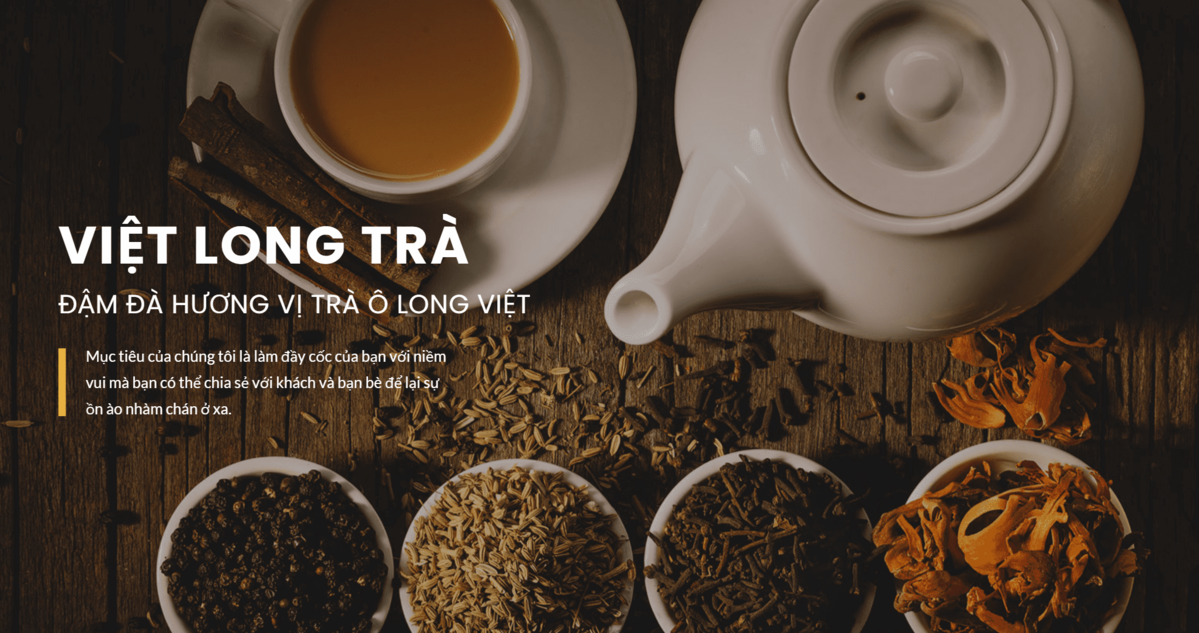 VIỆT LONG TRÀ
ĐẬM ĐÀ HƯƠNG VỊ TRÀ Ô LONG VIỆT
Mục tiêu của chúng tôi là làm đầy cốc của bạn với niềm
vui mà bạn có thể chia sẻ với khách và bạn bè để lại sự
ồn ào nhàm chán ở xa.